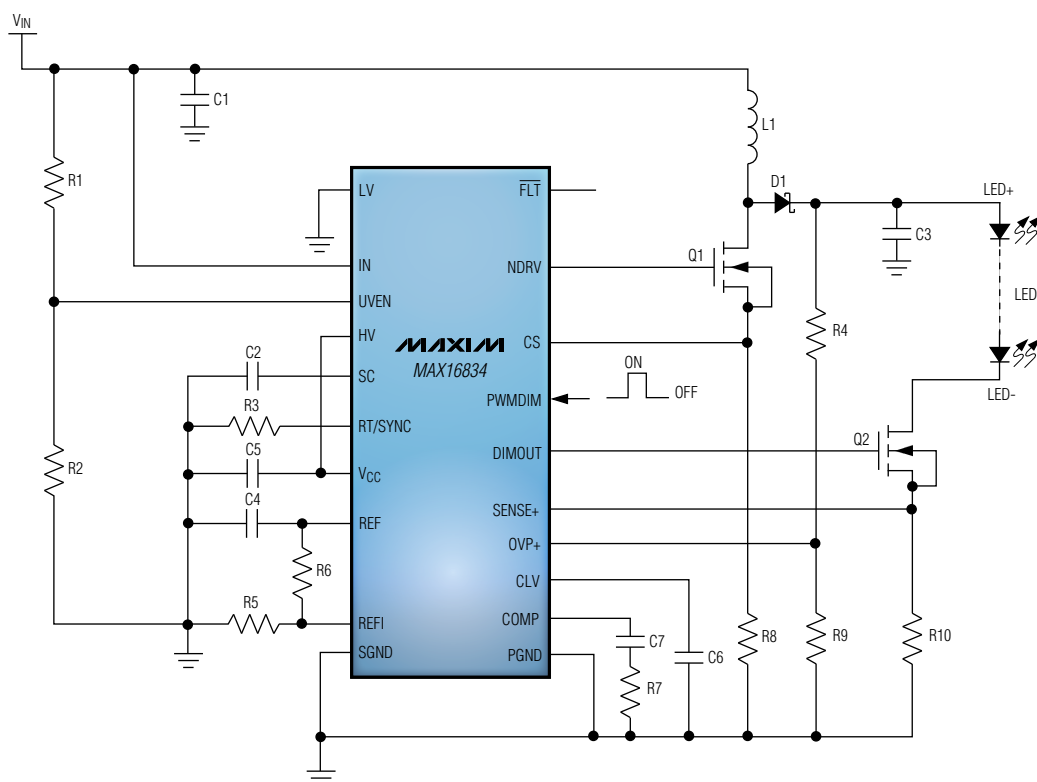 VIN
C1
L1
R1
LV
FLT
D1
LED+
C3
IN
NDRV
Q1
LED
UVEN
HV
MAXIM
MAX16834
CS
R4
C2
SC
ON
OFF
PWMDIM
LED-
R3
RT/SYNC
Q2
R2
C5
VCC
DIMOUT
C4
REF
SENSE+
OVP+
R6
CLV
R5
REFI
COMP
C7
R8
R9
R10
SGND
PGND
R7
C6